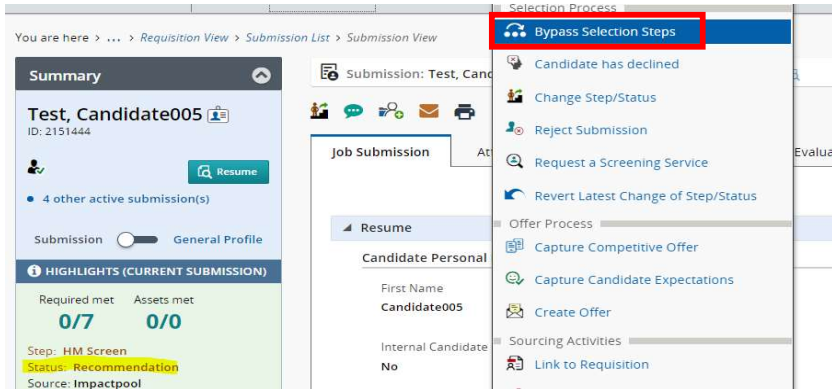 Selection Process
Bypass Selection Steps
You are here > ... > Requisition View > Submission List > Submission View
Candidate has declined
Summary
Submission: Test, Cand
Change Step/Status
Test, Candidate005
ID: 2151444
Reject Submission
Job Submission
Evalua
Request a Screening Service
Resume
4 other active submission(s)
Revert Latest Change of Step/Status
Submission
General Profile
Resume
Offer Process
Capture Competitive Offer
Candidate Personal
HIGHLIGHTS (CURRENT SUBMISSION)
Capture Candidate Expectations
First Name
Candidate005
Required met Assets met
0/7 0/0
Create Offer
Internal Candidate
No
Sourcing Activities
Step: HM Screen
Status: Recommendation
Source: Impactpool
Link to Requisition